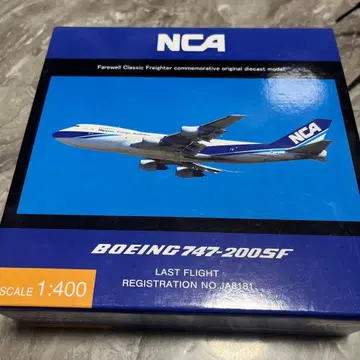 NCA
Farewell Classic Freighter commemorative original diecast model
NCA
BOEING 747-200SF
LAST FLIGHT
REGISTRATION NO JA8181
SCALE 1:400